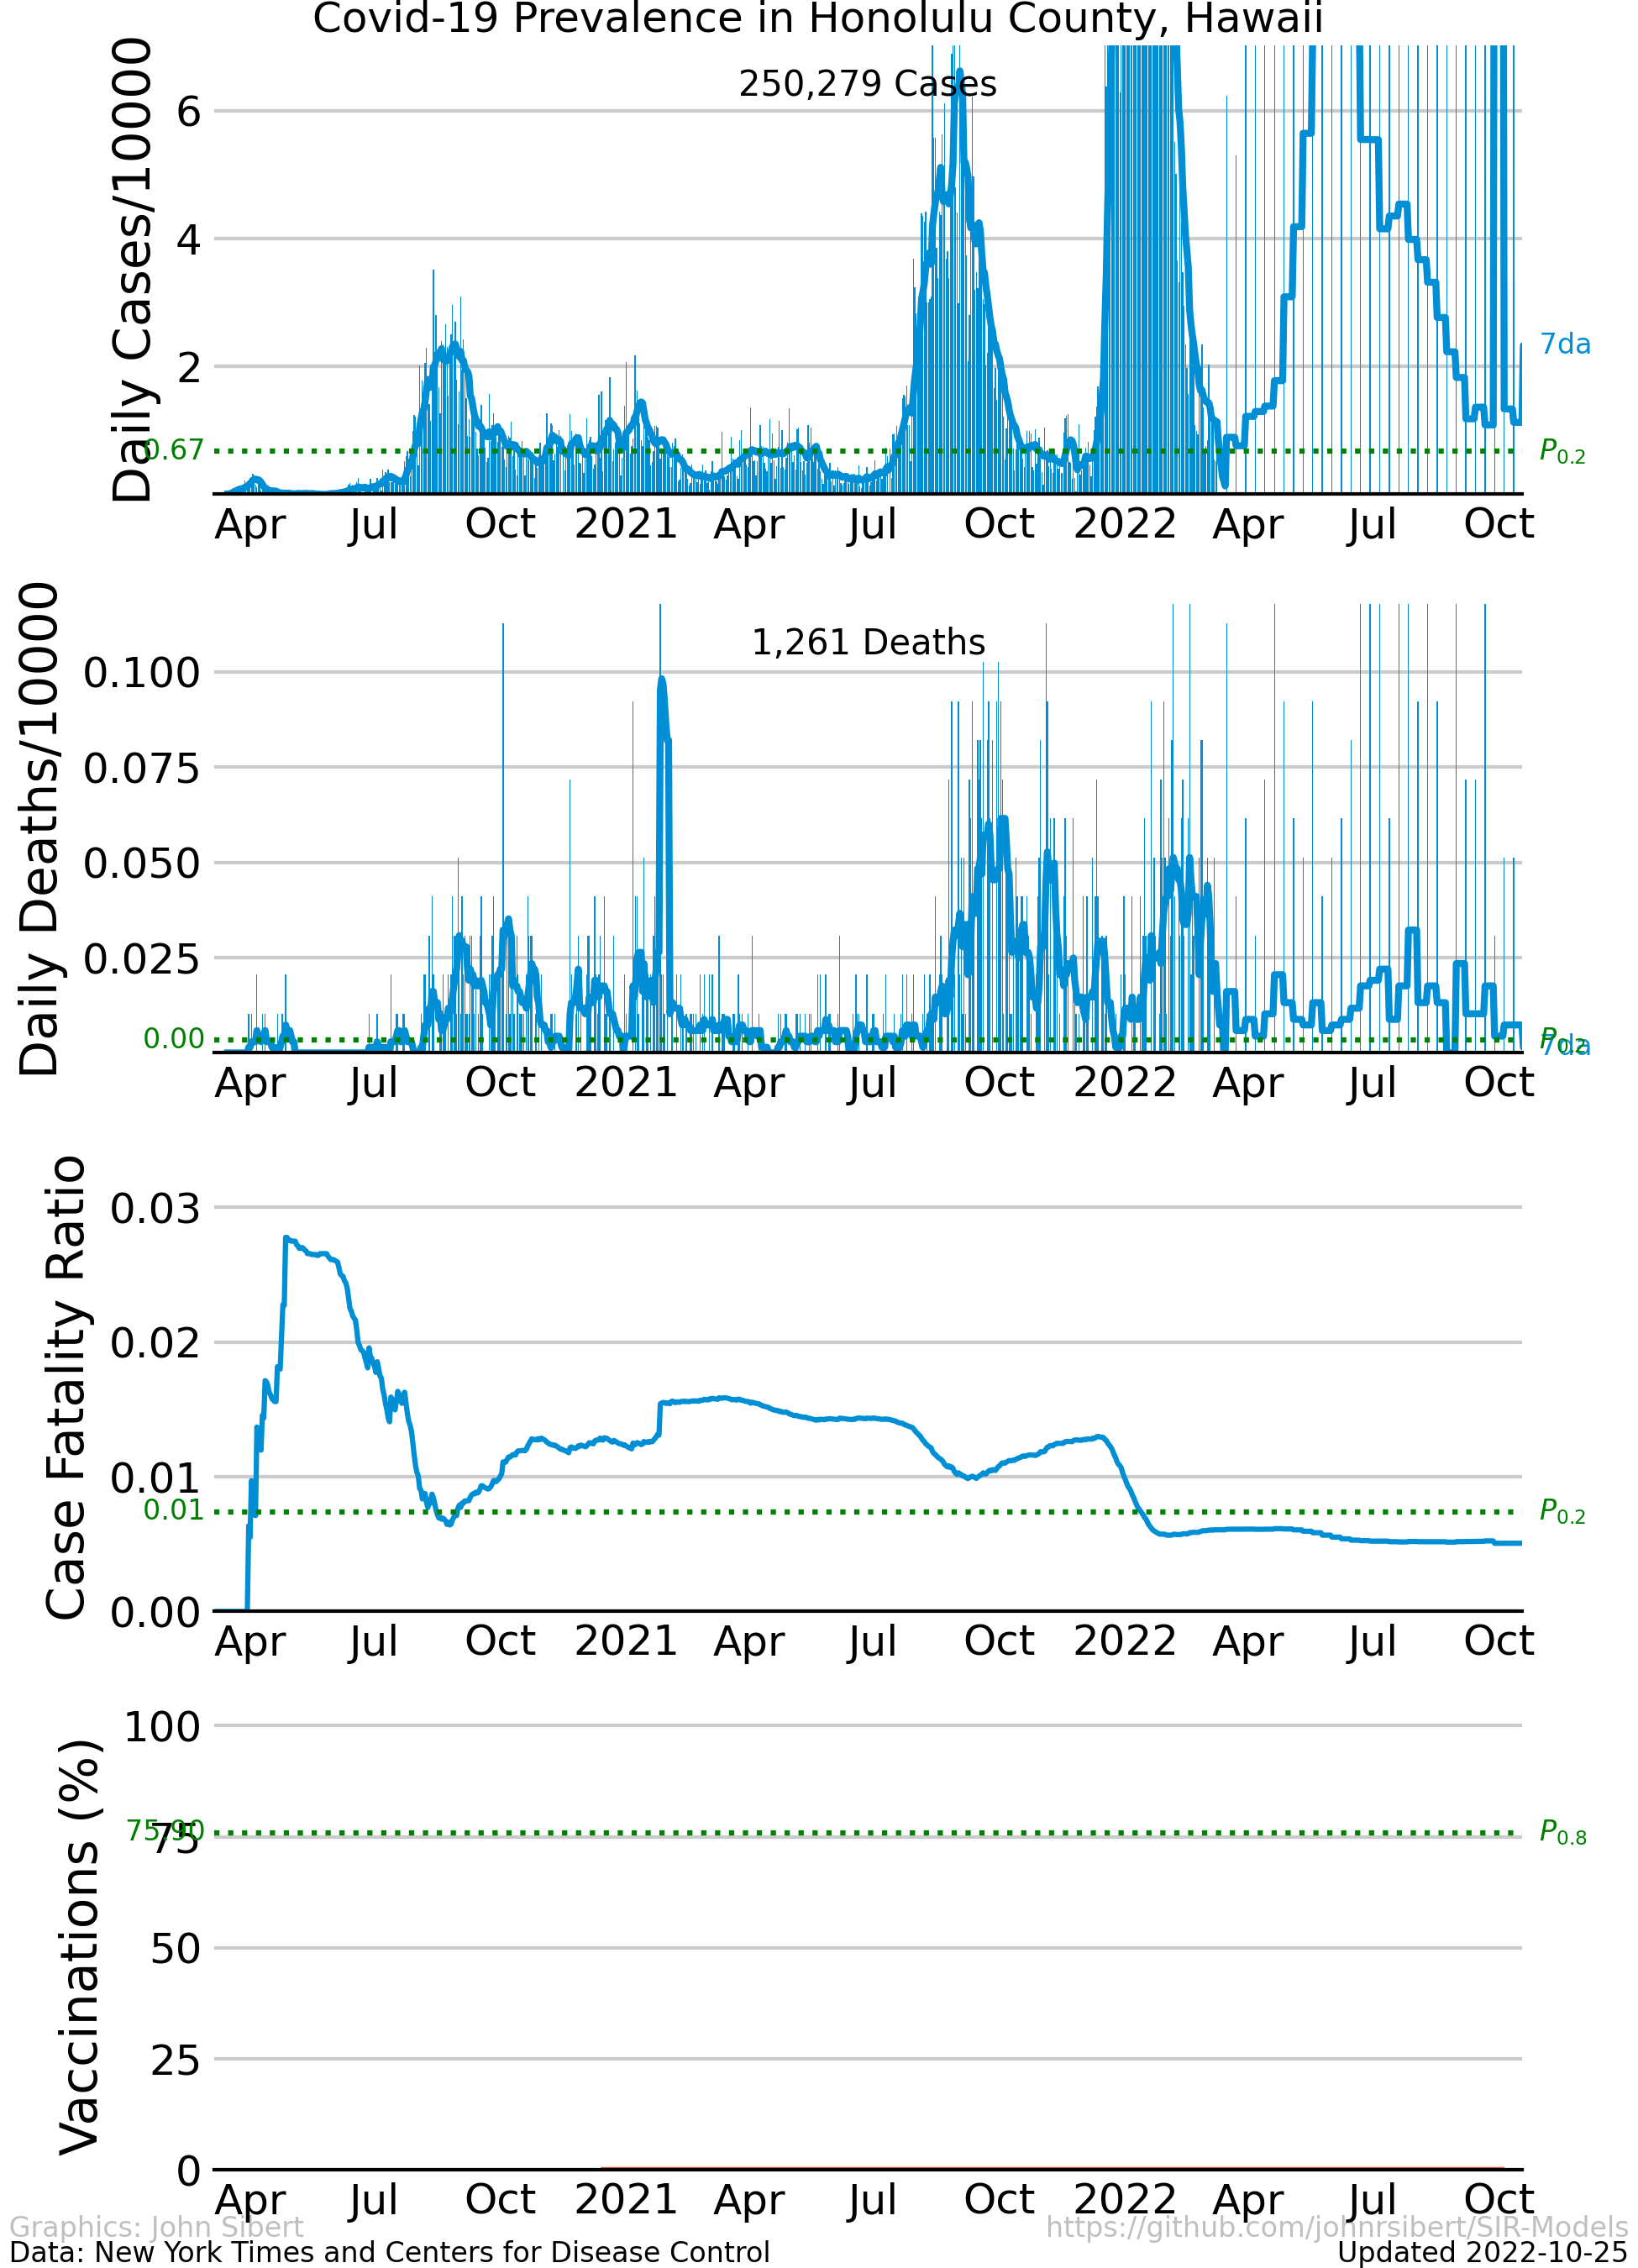 Covid-19 Prevalence in Honolulu County, Hawaii
Daily Cases/10000
250,279 Cases
6
4
2
0.67
7da
P0.2
Apr Jul Oct 2021 Apr Jul Oct 2022 Apr Jul Oct
Daily Deaths/10000
1,261 Deaths
0.100
0.075
0.050
0.025
0.00
P0.2
7da
Apr Jul Oct 2021 Apr Jul Oct 2022 Apr Jul Oct
Case Fatality Ratio
0.03
0.02
0.01
0.01
P0.2
0.00
Apr Jul Oct 2021 Apr Jul Oct 2022 Apr Jul Oct
Vaccinations (%)
100
75.90
75
P0.8
50
25
0
Apr Jul Oct 2021 Apr Jul Oct 2022 Apr Jul Oct
Graphics: John Sibert
https://github.com/johnrsibert/SIR-Models
Data: New York Times and Centers for Disease Control
Updated 2022-10-25